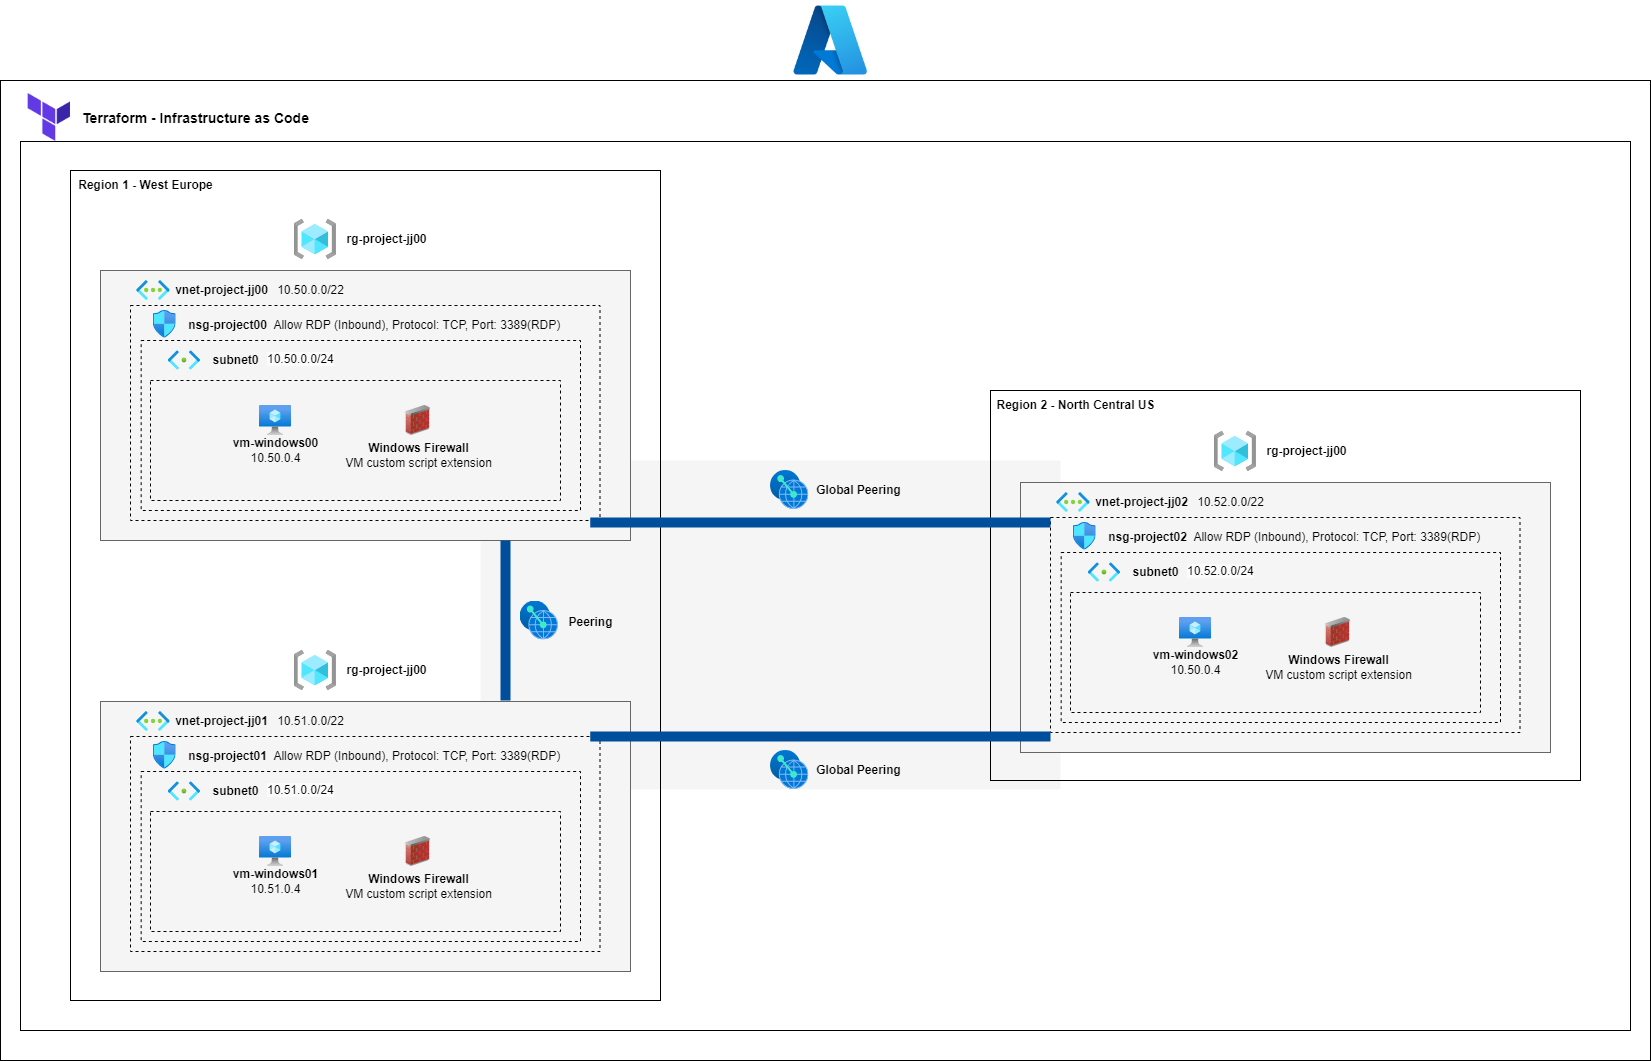 Terraform - Infrastructure as Code
Region 1 - West Europe
rg-project-jj00
vnet-project-jj00 10.50.0.0/22
nsg-project00 Allow RDP (Inbound), Protocol: TCP, Port: 3389(RDP)
subnet0 10.50.0.0/24
vm-windows00
10.50.0.4
Windows Firewall
VM custom script extension
Peering
rg-project-jj00
vnet-project-jj01 10.51.0.0/22
nsg-project01 Allow RDP (Inbound), Protocol: TCP, Port: 3389(RDP)
subnet0 10.51.0.0/24
vm-windows01
10.51.0.4
Windows Firewall
VM custom script extension
Global Peering
Global Peering
Region 2 - North Central US
rg-project-jj00
vnet-project-jj02 10.52.0.0/22
nsg-project02 Allow RDP (Inbound), Protocol: TCP, Port: 3389(RDP)
subnet0 10.52.0.0/24
vm-windows02
10.50.0.4
Windows Firewall
VM custom script extension